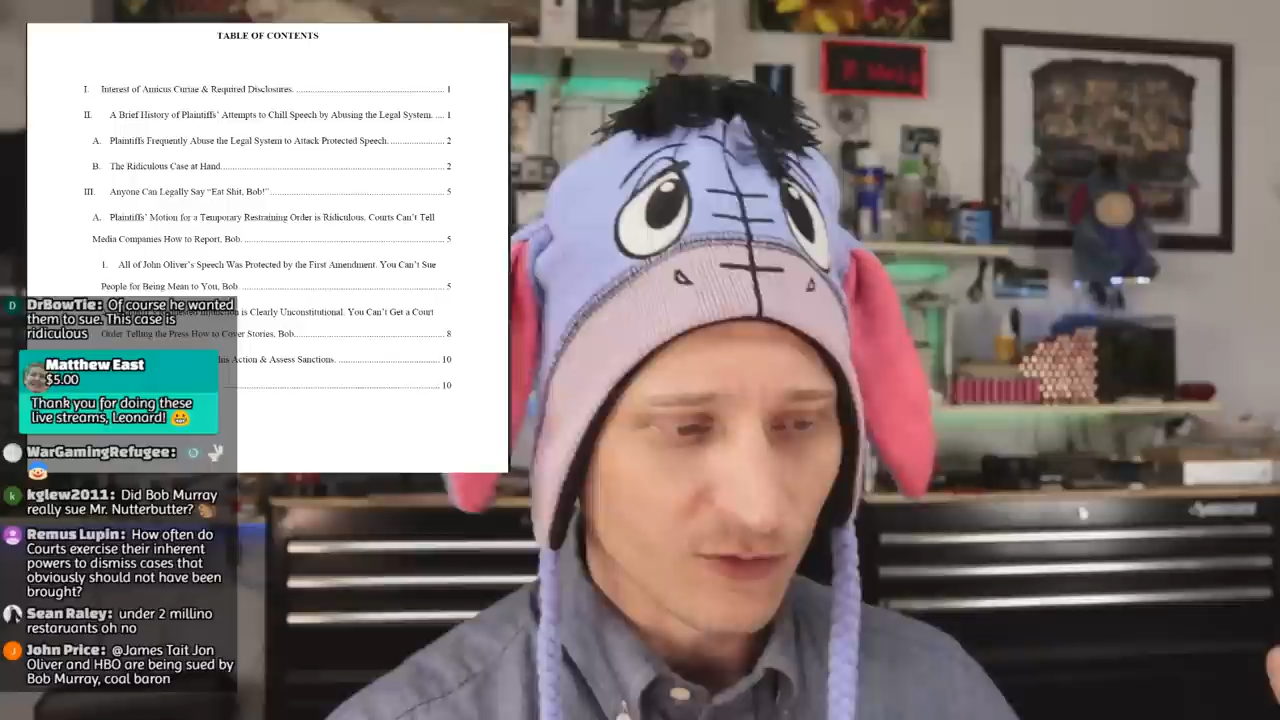 TABLE OF CONTENTS
I. Interest of Amicus Curiae & Required Disclosures. 1
II. A Brief History of Plaintiffs' Attempts to Chill Speech by Abusing the Legal System. 1
A. Plaintiffs Frequently Abuse the Legal System to Attack Protected Speech. 2
B. The Ridiculous Case at Hand. 2
III. Anyone Can Legally Say “Eat Shit, Bob!” 5
A. Plaintiffs' Motion for a Temporary Restraining Order is Ridiculous. Courts Can't Tell
Media Companies How to Report, Bob. 5
1. All of John Oliver's Speech Was Protected by the First Amendment. You Can't Sue
People for Being Mean to You, Bob. 5
is Clearly Unconstitutional. You Can't Get a Court
Order Telling the Press How to Cover Stories, Bob. 8
Action & Assess Sanctions. 10
10
DrBowTie: Of course he wanted
them to sue. This case is
ridiculous
Matthew East
$5.00
Thank you for doing these
live streams, Leonard! 😀
WarGamingRefugee:
kglew2011: Did Bob Murray
really sue Mr. Nutterbutter?
Remus Lupin: How often do
Courts exercise their inherent
powers to dismiss cases that
obviously should not have been
brought?
Sean Raley: under 2 millino
restaruants oh no
John Price: @James Tait Jon
Oliver and HBO are being sued by
Bob Murray, coal baron